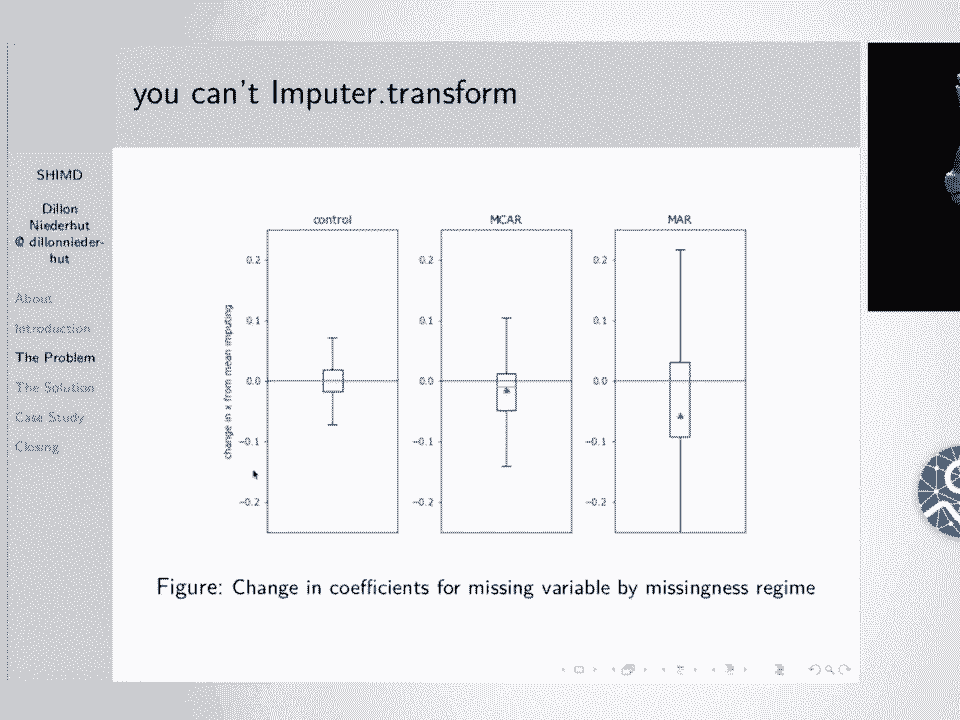 you can't Imputer.transform
SHIMD
Dillon
Niederhut
@ dillonnieder-
hut
About
Introduction
The Problem
The Solution
Case Study
Closing
control
MCAR
MAR
change in x from mean imputing
0.2
0.1
0.0
−0.1
−0.2
0.2
0.1
0.0
−0.1
−0.2
0.2
0.1
0.0
−0.1
−0.2
Figure: Change in coefficients for missing variable by missingness regime